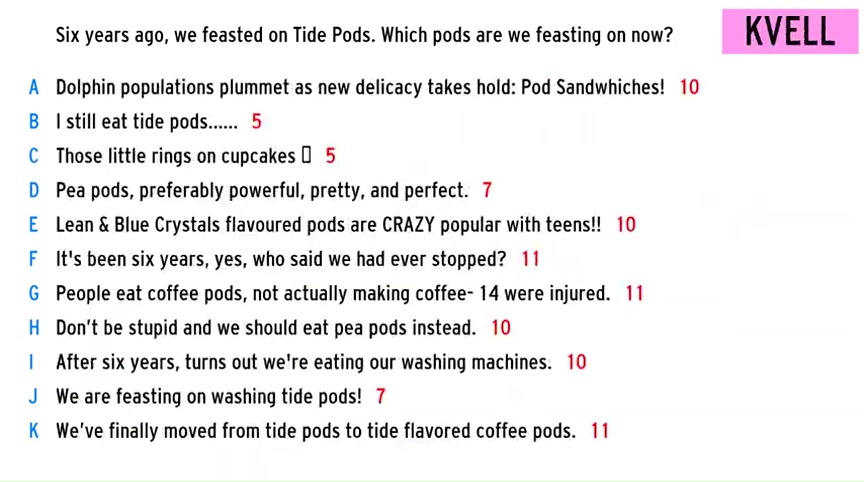 Six years ago, we feasted on Tide Pods. Which pods are we feasting on now?
KVELL
A Dolphin populations plummet as new delicacy takes hold: Pod Sandwhiches! 10
B I still eat tide pods...... 5
C Those little rings on cupcakes ▯ 5
D Pea pods, preferably powerful, pretty, and perfect. 7
E Lean & Blue Crystals flavoured pods are CRAZY popular with teens!! 10
F It's been six years, yes, who said we had ever stopped? 11
G People eat coffee pods, not actually making coffee- 14 were injured. 11
H Don't be stupid and we should eat pea pods instead. 10
I After six years, turns out we're eating our washing machines. 10
J We are feasting on washing tide pods! 7
K We've finally moved from tide pods to tide flavored coffee pods. 11